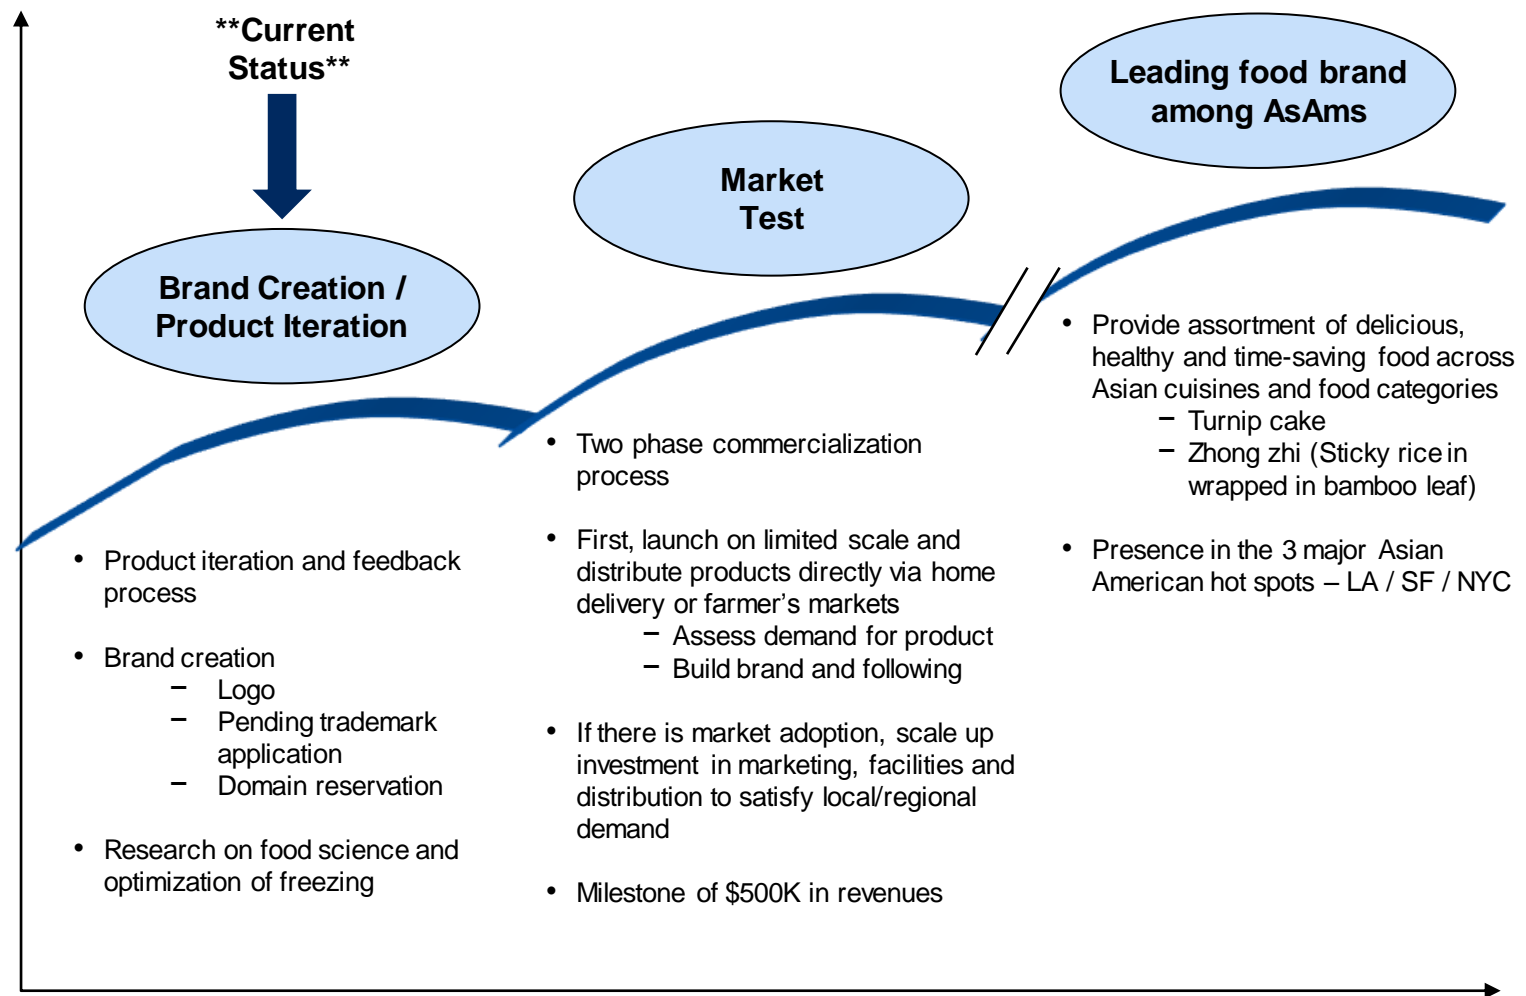 **Current
Status**
Brand Creation /
Product Iteration
• Product iteration and feedback
process
• Brand creation
– Logo
– Pending trademark
application
– Domain reservation
• Research on food science and
optimization of freezing
Market
Test
• Two phase commercialization
process
• First, launch on limited scale and
distribute products directly via home
delivery or farmer’s markets
– Assess demand for product
– Build brand and following
• If there is market adoption, scale up
investment in marketing, facilities and
distribution to satisfy local/regional
demand
• Milestone of $500K in revenues
Leading food brand
among AsAms
• Provide assortment of delicious,
healthy and time-saving food across
Asian cuisines and food categories
– Turnip cake
– Zhong zhi (Sticky rice in
wrapped in bamboo leaf)
• Presence in the 3 major Asian
American hot spots – LA / SF / NYC